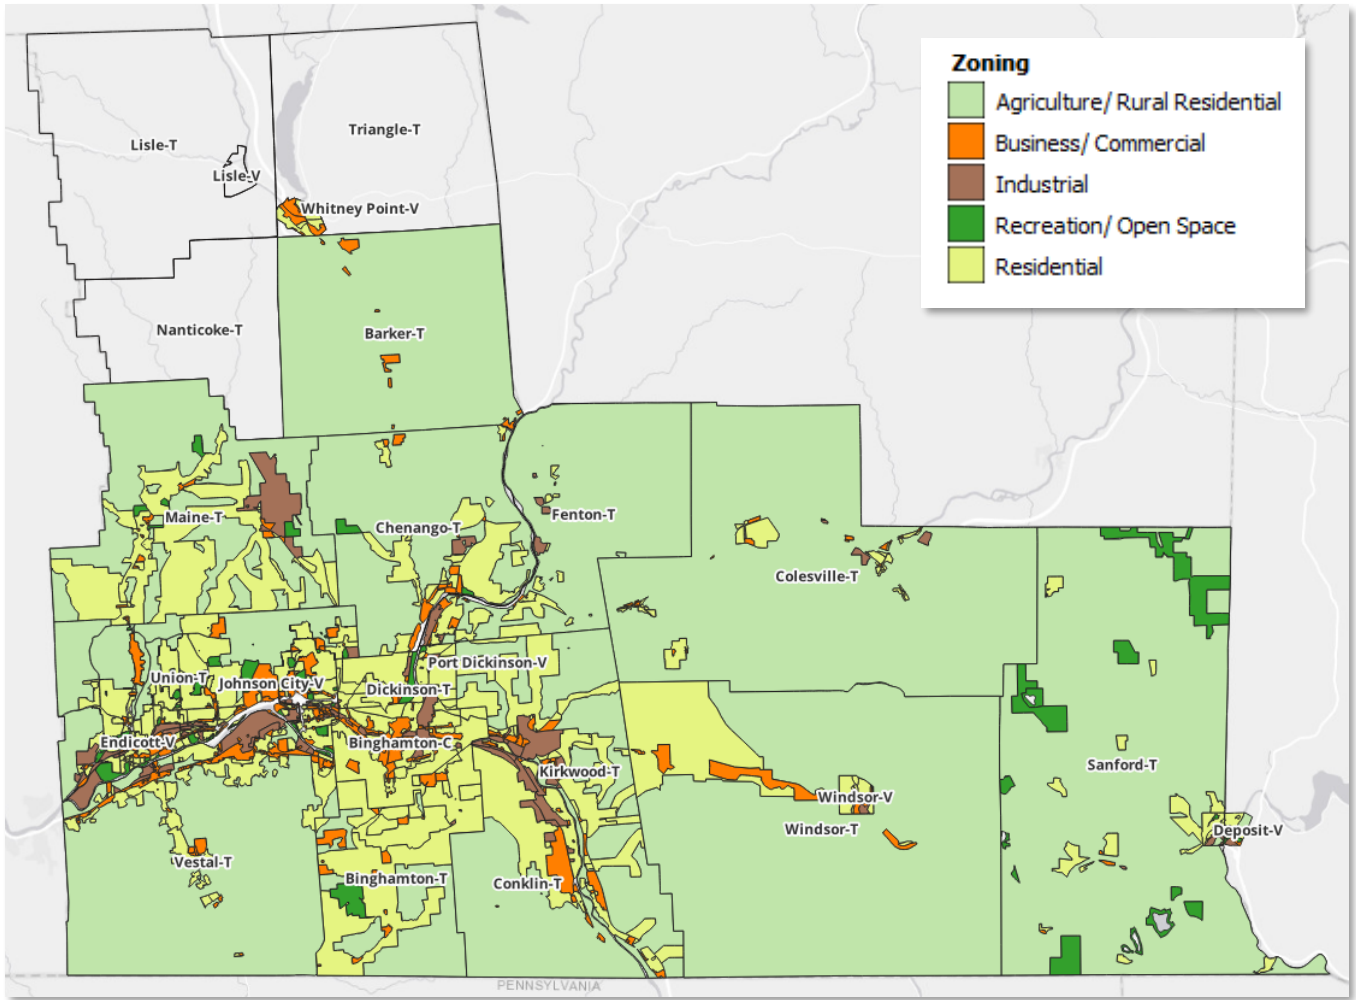 Zoning
Agriculture/ Rural Residential
Business/ Commercial
Industrial
Recreation/ Open Space
Residential
Triangle-T
Lisle-T
Lisle-V
Whitney Point-V
Nanticoke-T
Barker-T
Maine-T
Chenango-T
Fenton-T
Colesville-T
Port Dickinson-V
Union-T
Johnson City-V
Dickinson-T
Endicott-V
Binghamton-C
Kirkwood-T
Sanford-T
Windsor-V
Windsor-T
Deposit-V
Vestal-T
Binghamton-T
Conklin-T
PENNSYLVANIA